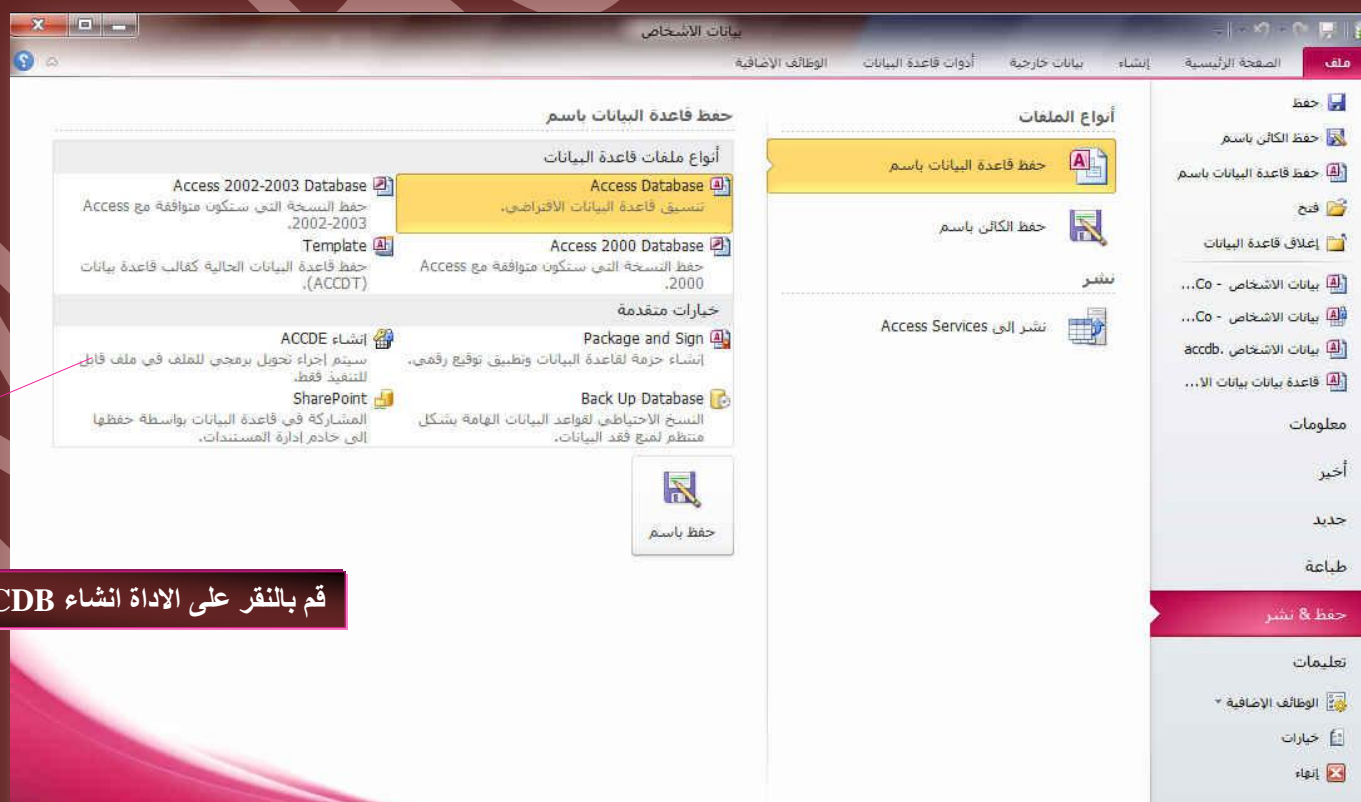 بيانات الاشخاص
ملف
الصفحة الرئيسية
إنشاء
بيانات خارجية
أدوات قاعدة البيانات
الوظائف الإضافية
حفظ
حفظ الكائن باسم
حفظ قاعدة البيانات باسم
فتح
إغلاق قاعدة البيانات
بيانات الاشخاص - Co...
بيانات الاشخاص - Co...
بيانات الاشخاص .accdb
قاعدة بيانات بيانات الا...
معلومات
أخير
جديد
طباعة
حفظ & نشر
تعليمات
الوظائف الإضافية
خيارات
إنهاء
أنواع الملفات
حفظ قاعدة البيانات باسم
حفظ الكائن باسم
نشر
نشر إلى Access Services
حفظ قاعدة البيانات باسم
أنواع ملفات قاعدة البيانات
Access Database
تنسيق قاعدة البيانات الافتراضي.
Access 2002-2003 Database
حفظ النسخة التي ستكون متوافقة مع Access
2002-2003.
Access 2000 Database
حفظ النسخة التي ستكون متوافقة مع Access
2000.
Template
حفظ قاعدة البيانات الحالية كقالب قاعدة بيانات
(ACCDT).
خيارات متقدمة
Package and Sign
إنشاء حزمة لقاعدة البيانات وتطبيق توقيع رقمي.
إنشاء ACCDE
سيتم إجراء تحويل برمجي للملف في ملف قابل
للتنفيذ فقط.
Back Up Database
النسخ الاحتياطي لقواعد البيانات الهامة بشكل
منتظم لمنع فقد البيانات.
SharePoint
المشاركة في قاعدة البيانات بواسطة حفظها
إلى خادم إدارة المستندات.
حفظ باسم
قم بالنقر على الاداة انشاء CDB